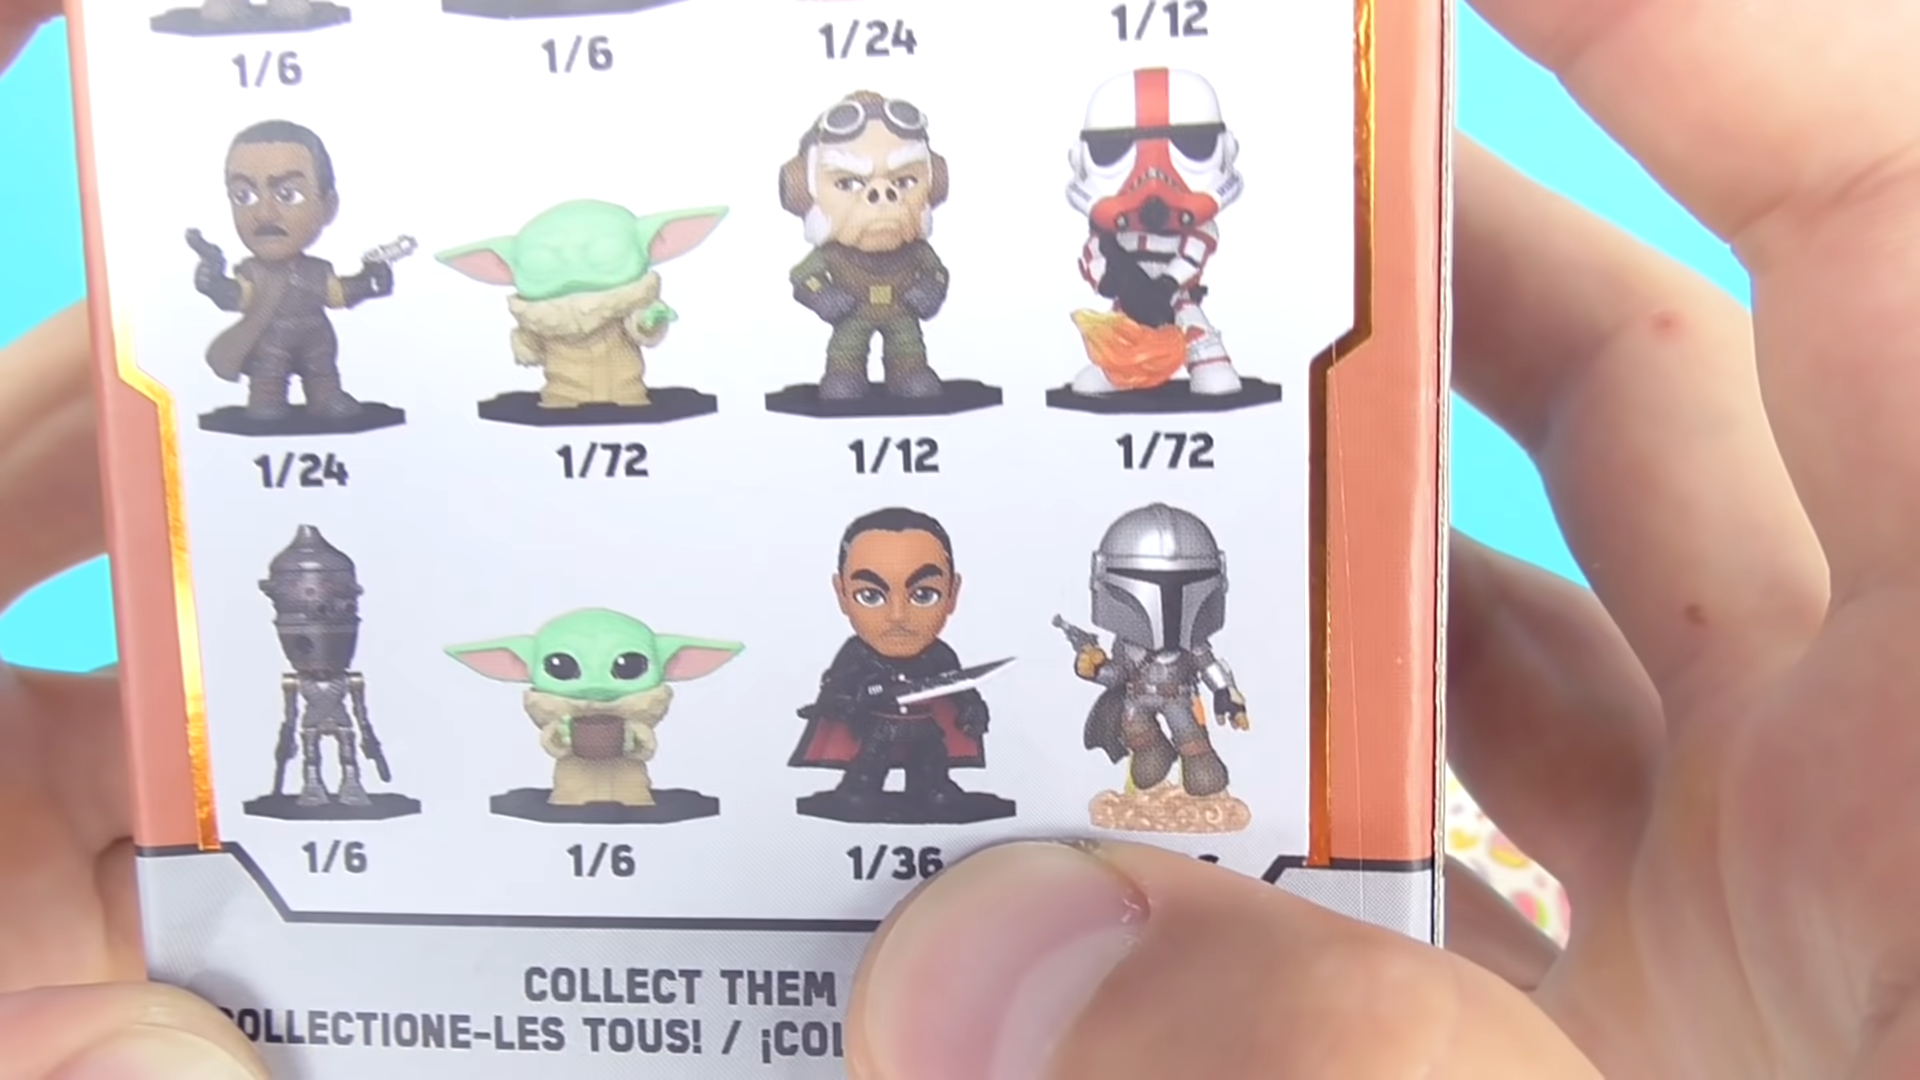 1/6 1/6 1/24 1/12
1/24 1/72 1/12 1/72
1/6 1/6 1/36
COLLECT THEM
OLLECTIONE-LES TOUS! / ¡COL